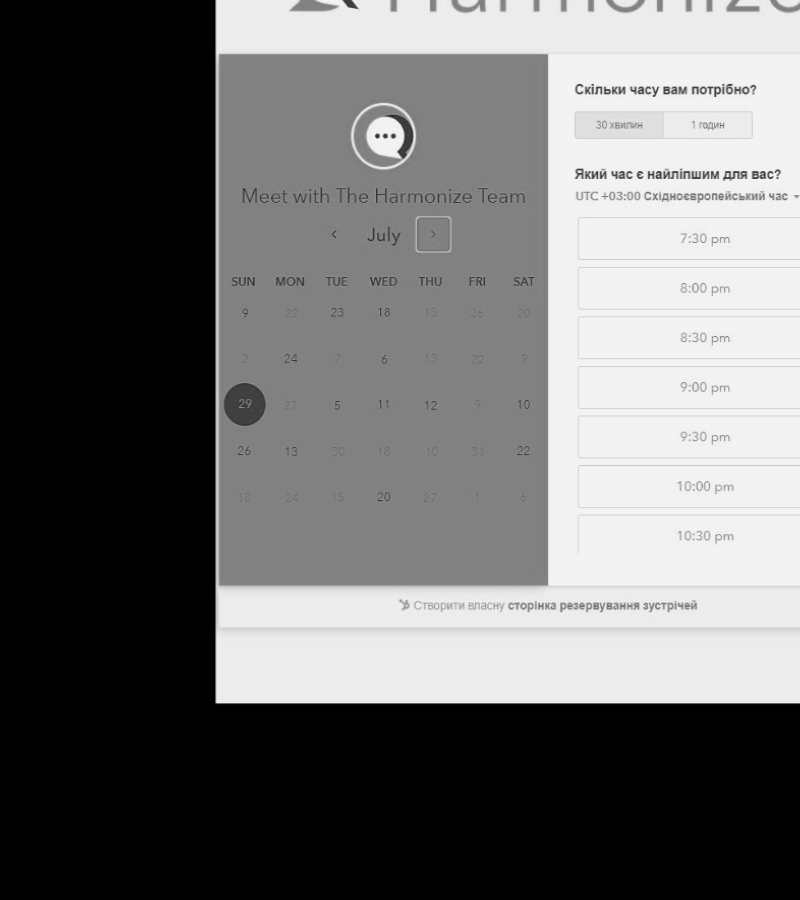 Harmonize
Meet with The Harmonize Team
July
SUN MON TUE WED THU FRI SAT
9 22 23 18 13 26 20
2 24 7 6 13 22 9
29 27 5 11 12 9 10
26 13 30 18 10 31 22
18 24 15 20 27 1 6
Скільки часу вам потрібно?
30 хвилин 1 годин
Який час є найліпшим для вас?
UTC +03:00 Східноєвропейський час
7:30 pm
8:00 pm
8:30 pm
9:00 pm
9:30 pm
10:00 pm
10:30 pm
Створити власну сторінка резервування зустрічей